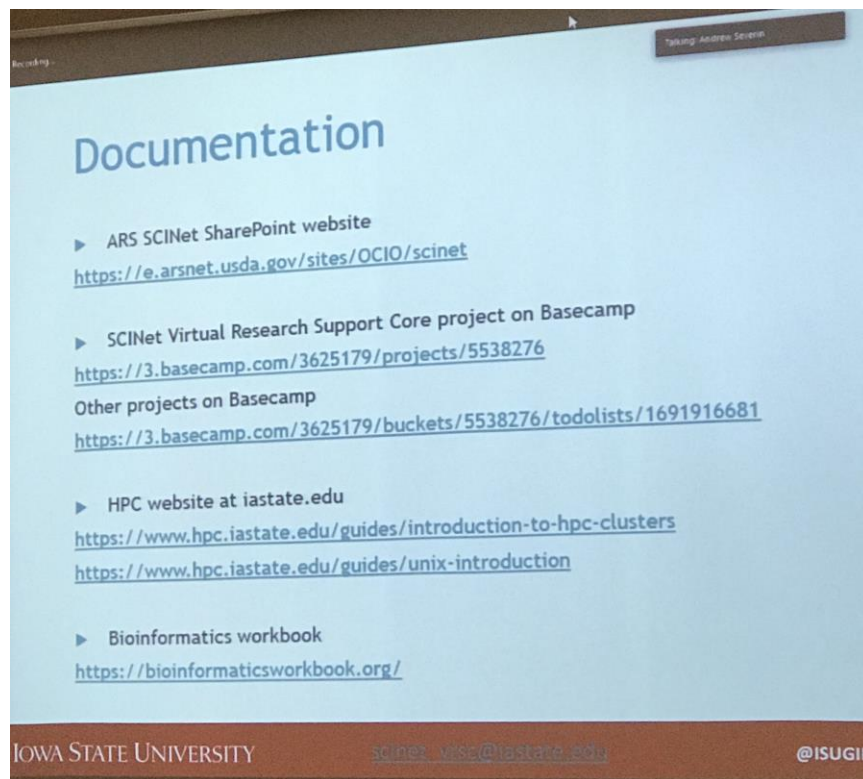 Recording...
Talking: Andrew Severin
Documentation
ARS SCINet SharePoint website
https://e.arsnet.usda.gov/sites/OCIO/scinet
SCINet Virtual Research Support Core project on Basecamp
https://3.basecamp.com/3625179/projects/5538276
Other projects on Basecamp
https://3.basecamp.com/3625179/buckets/5538276/todolists/1691916681
HPC website at iastate.edu
https://www.hpc.iastate.edu/guides/introduction-to-hpc-clusters
https://www.hpc.iastate.edu/guides/unix-introduction
Bioinformatics workbook
https://bioinformaticsworkbook.org/
IOWA STATE UNIVERSITY scinet_vrsc@iastate.edu